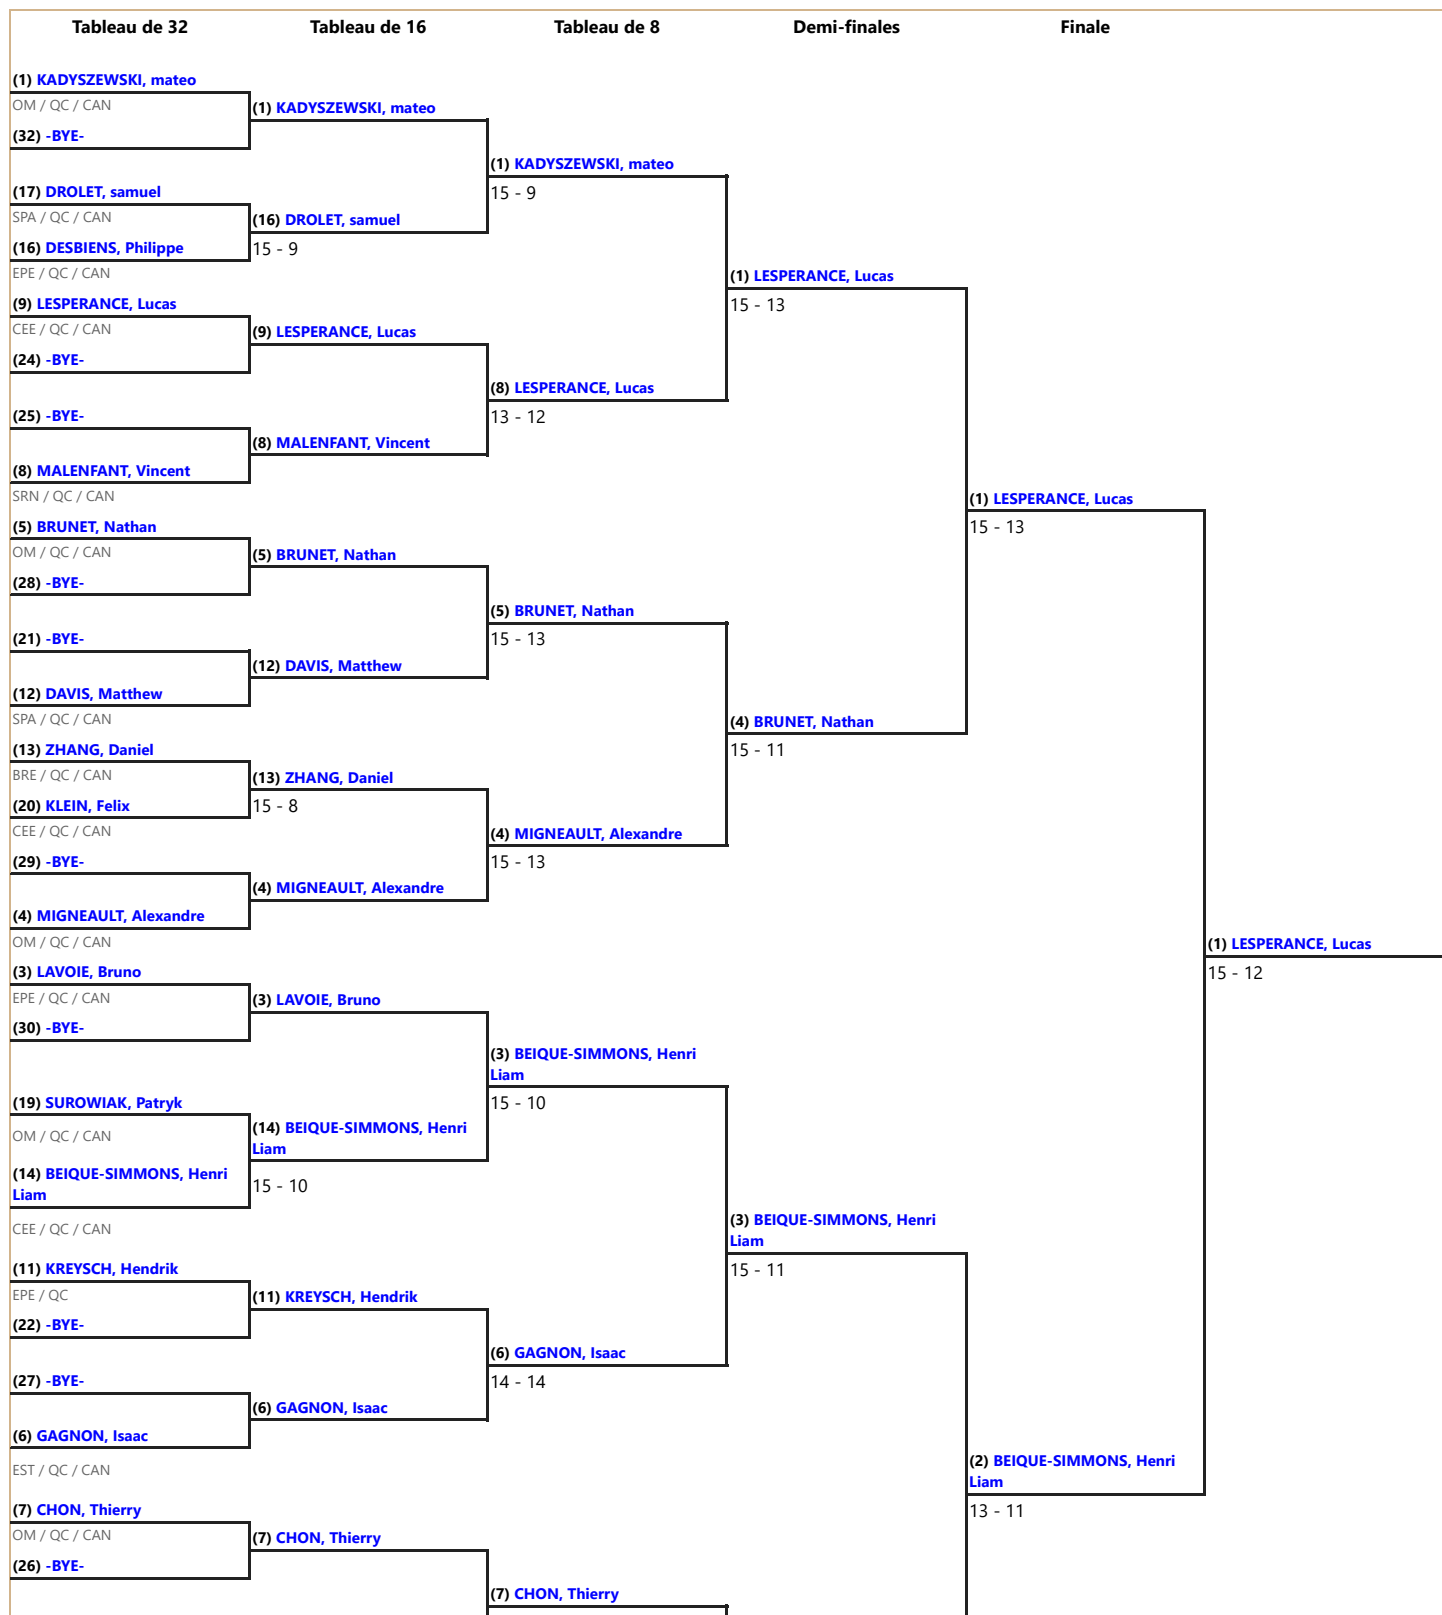 Tableau de 32
Tableau de 16
Tableau de 8
Demi-finales
Finale
(1) KADYSZEWSKI, mateo
OM / QC / CAN
(32) -BYE-
(17) DROLET, samuel
SPA / QC / CAN
(16) DESBIENS, Philippe
EPE / QC / CAN
(9) LESPERANCE, Lucas
CEE / QC / CAN
(24) -BYE-
(25) -BYE-
(8) MALENFANT, Vincent
SRN / QC / CAN
(5) BRUNET, Nathan
OM / QC / CAN
(28) -BYE-
(21) -BYE-
(12) DAVIS, Matthew
SPA / QC / CAN
(13) ZHANG, Daniel
BRE / QC / CAN
(20) KLEIN, Felix
CEE / QC / CAN
(29) -BYE-
(4) MIGNEAULT, Alexandre
OM / QC / CAN
(3) LAVOIE, Bruno
EPE / QC / CAN
(30) -BYE-
(19) SUROWIAK, Patryk
OM / QC / CAN
(14) BEIQUE-SIMMONS, Henri
Liam
CEE / QC / CAN
(11) KREYSCH, Hendrik
EPE / QC
(22) -BYE-
(27) -BYE-
(6) GAGNON, Isaac
EST / QC / CAN
(7) CHON, Thierry
OM / QC / CAN
(26) -BYE-
(1) KADYSZEWSKI, mateo
(16) DROLET, samuel
15 - 9
(9) LESPERANCE, Lucas
(8) MALENFANT, Vincent
(5) BRUNET, Nathan
(12) DAVIS, Matthew
(13) ZHANG, Daniel
15 - 8
(4) MIGNEAULT, Alexandre
(3) LAVOIE, Bruno
(14) BEIQUE-SIMMONS, Henri
Liam
15 - 10
(11) KREYSCH, Hendrik
(6) GAGNON, Isaac
(7) CHON, Thierry
(1) KADYSZEWSKI, mateo
15 - 9
(8) LESPERANCE, Lucas
13 - 12
(5) BRUNET, Nathan
15 - 13
(4) MIGNEAULT, Alexandre
15 - 13
(3) BEIQUE-SIMMONS, Henri
Liam
15 - 10
(6) GAGNON, Isaac
14 - 14
(7) CHON, Thierry
(1) LESPERANCE, Lucas
15 - 13
(4) BRUNET, Nathan
15 - 11
(3) BEIQUE-SIMMONS, Henri
Liam
15 - 11
(1) LESPERANCE, Lucas
15 - 13
(2) BEIQUE-SIMMONS, Henri
Liam
13 - 11
(1) LESPERANCE, Lucas
15 - 12